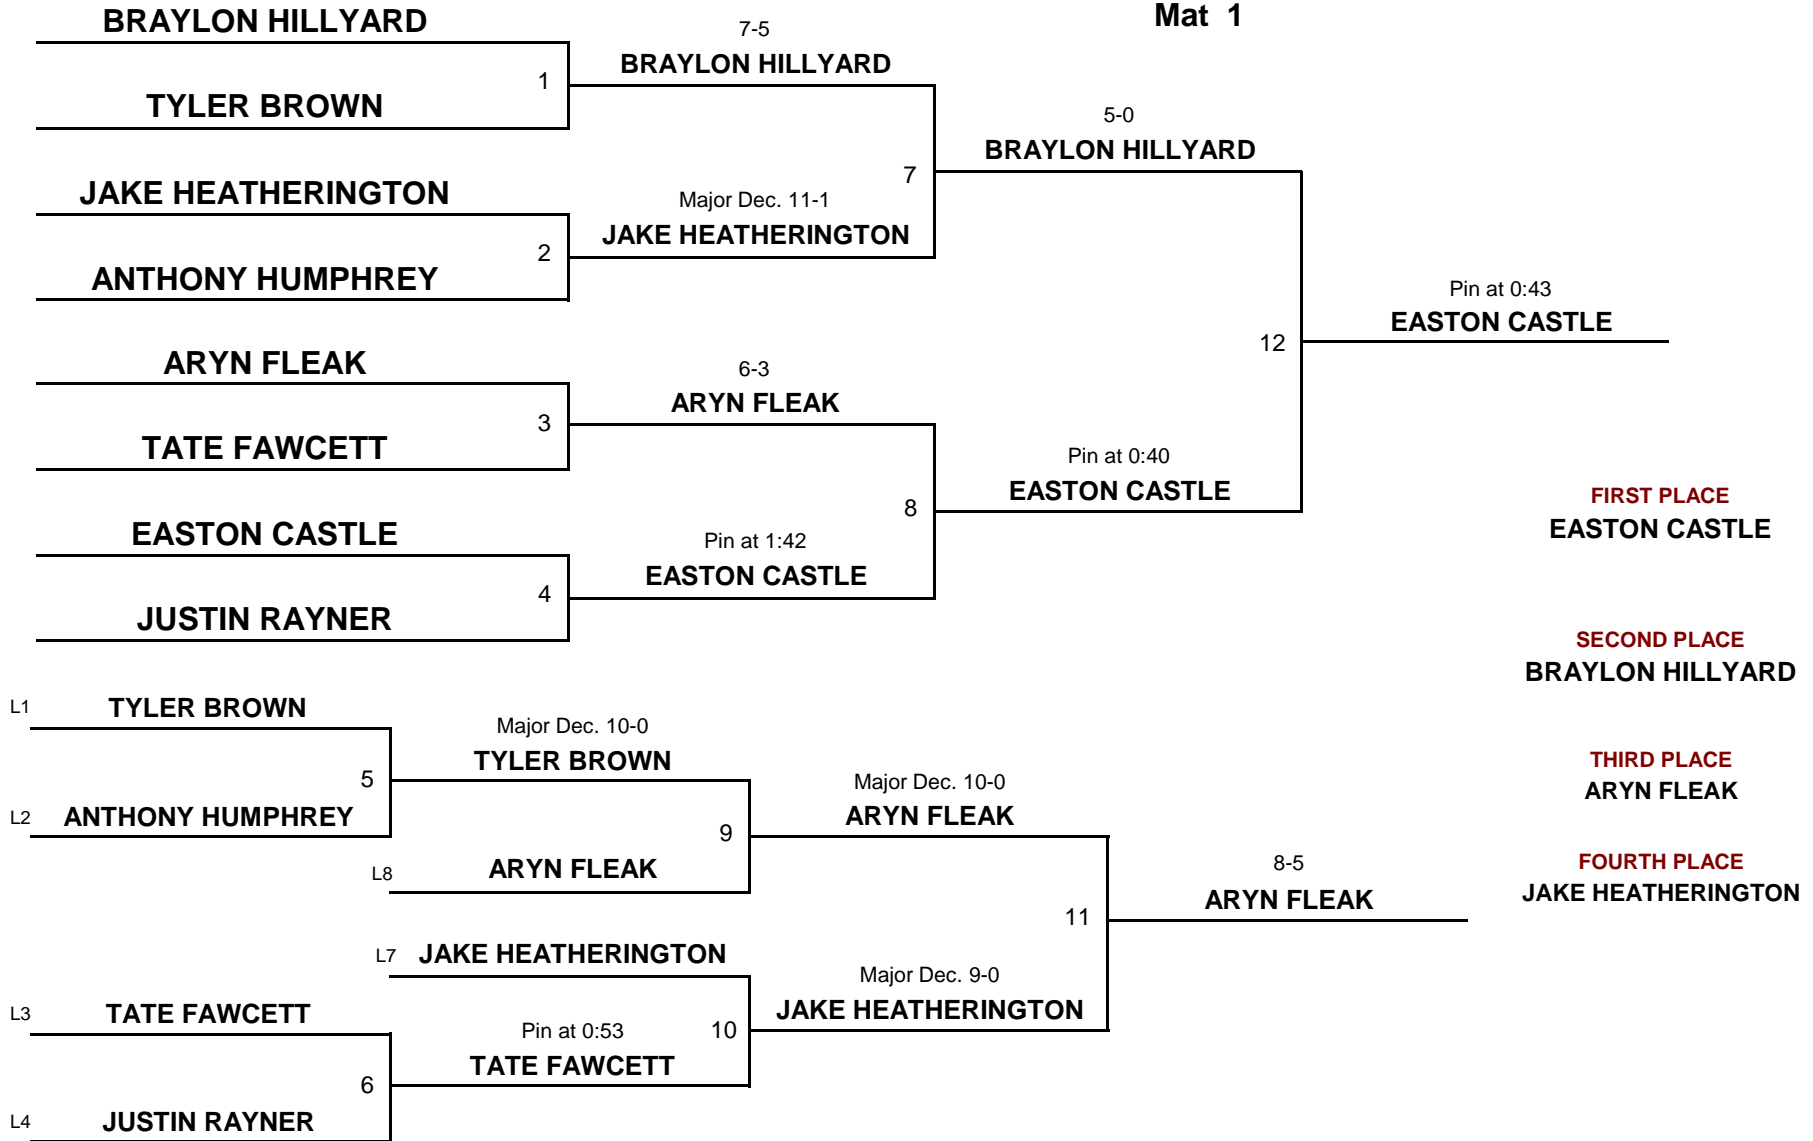 Mat 1
BRAYLON HILLYARD
7-5
BRAYLON HILLYARD
1
TYLER BROWN
5-0
BRAYLON HILLYARD
7
JAKE HEATHERINGTON
Major Dec. 11-1
JAKE HEATHERINGTON
2
ANTHONY HUMPHREY
Pin at 0:43
EASTON CASTLE
12
ARYN FLEAK
6-3
ARYN FLEAK
3
TATE FAWCETT
Pin at 0:40
EASTON CASTLE
8
EASTON CASTLE
Pin at 1:42
EASTON CASTLE
4
JUSTIN RAYNER
FIRST PLACE
EASTON CASTLE
SECOND PLACE
BRAYLON HILLYARD
THIRD PLACE
ARYN FLEAK
FOURTH PLACE
JAKE HEATHERINGTON
L1 TYLER BROWN
Major Dec. 10-0
TYLER BROWN
5
L2 ANTHONY HUMPHREY
Major Dec. 10-0
ARYN FLEAK
9
L8 ARYN FLEAK
8-5
ARYN FLEAK
11
L7 JAKE HEATHERINGTON
Major Dec. 9-0
JAKE HEATHERINGTON
L3 TATE FAWCETT
Pin at 0:53
10
TATE FAWCETT
6
L4 JUSTIN RAYNER